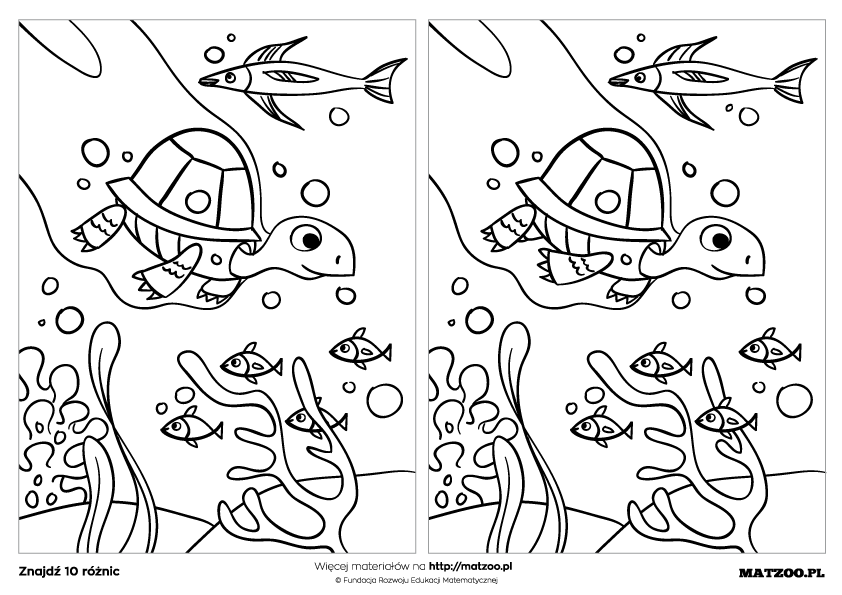 Znajdź 10 różnic
Więcej materiałów na http://matzoo.pl
© Fundacja Rozwoju Edukacji Matematycznej
MATZOO.PL